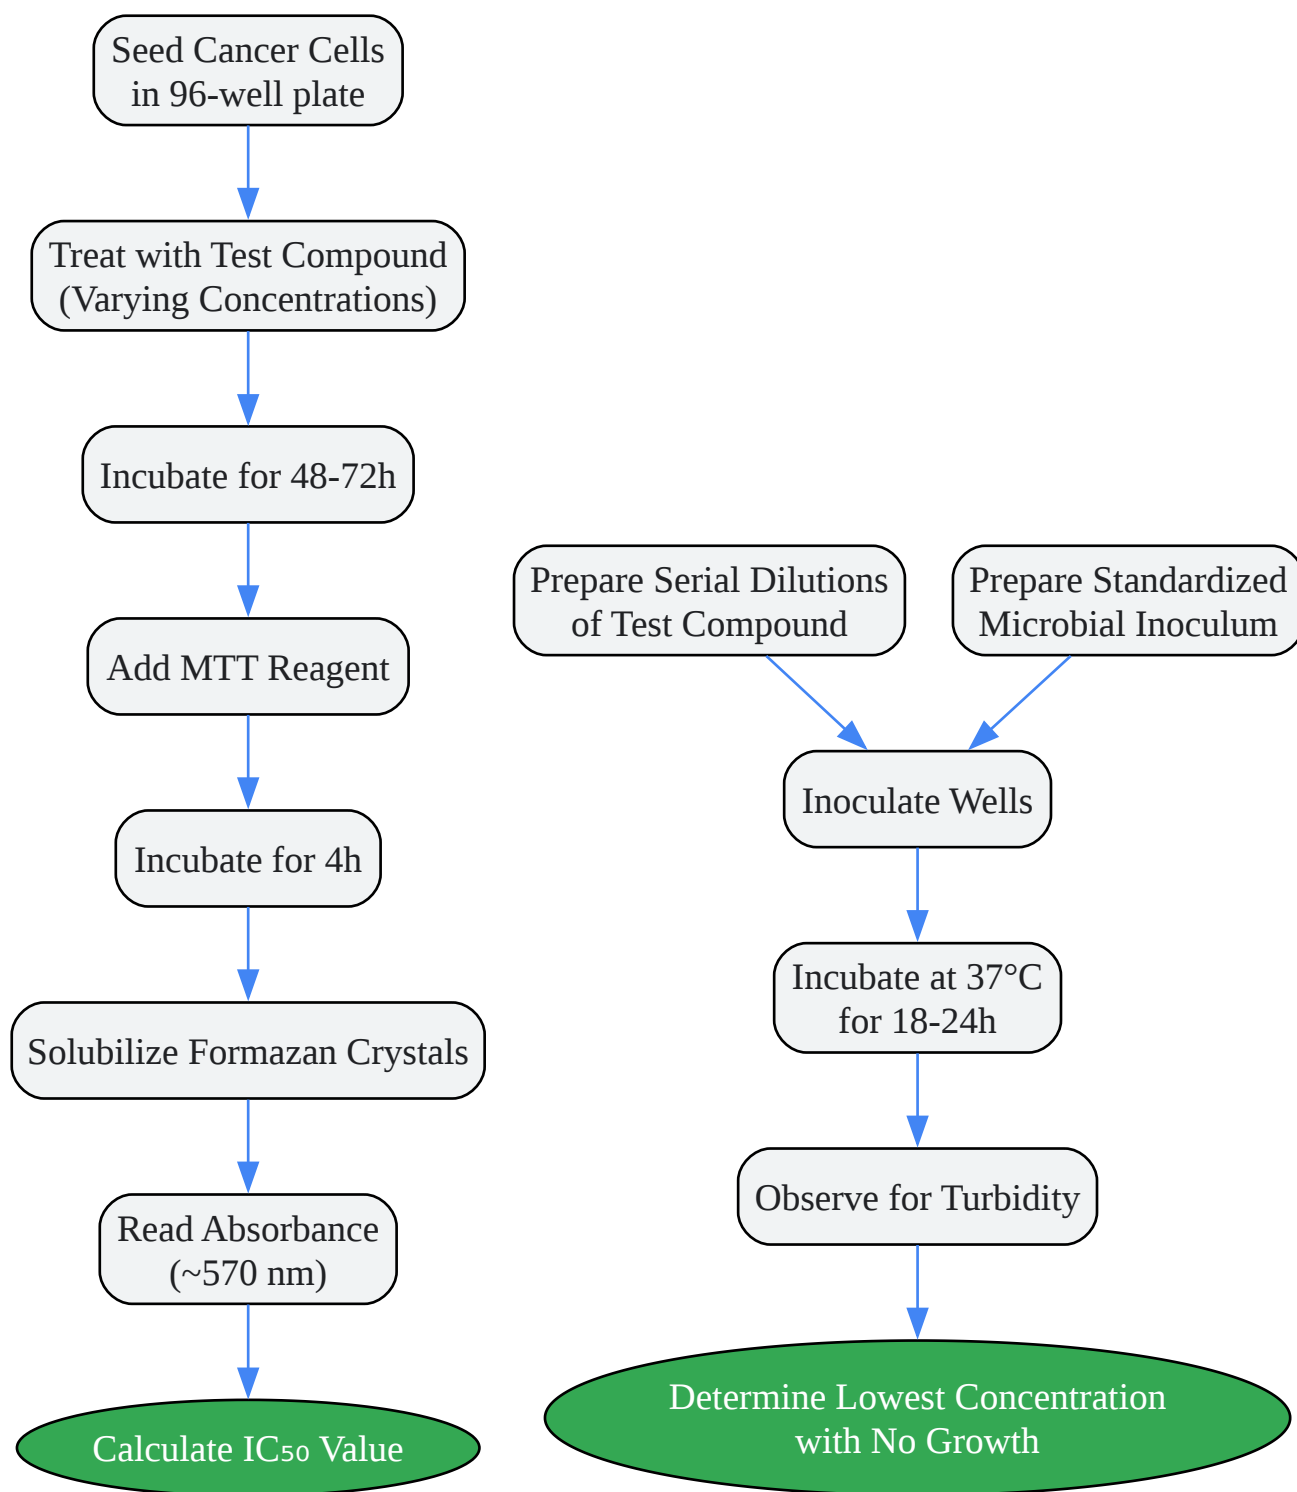 Seed Cancer Cells
in 96-well plate
Treat with Test Compound
(Varying Concentrations)
Incubate for 48-72h
Add MTT Reagent
Incubate for 4h
Solubilize Formazan Crystals
Read Absorbance
(~570 nm)
Calculate IC₅₀ Value
Prepare Serial Dilutions
of Test Compound
Prepare Standardized
Microbial Inoculum
Inoculate Wells
Incubate at 37°C
for 18-24h
Observe for Turbidity
Determine Lowest Concentration
with No Growth